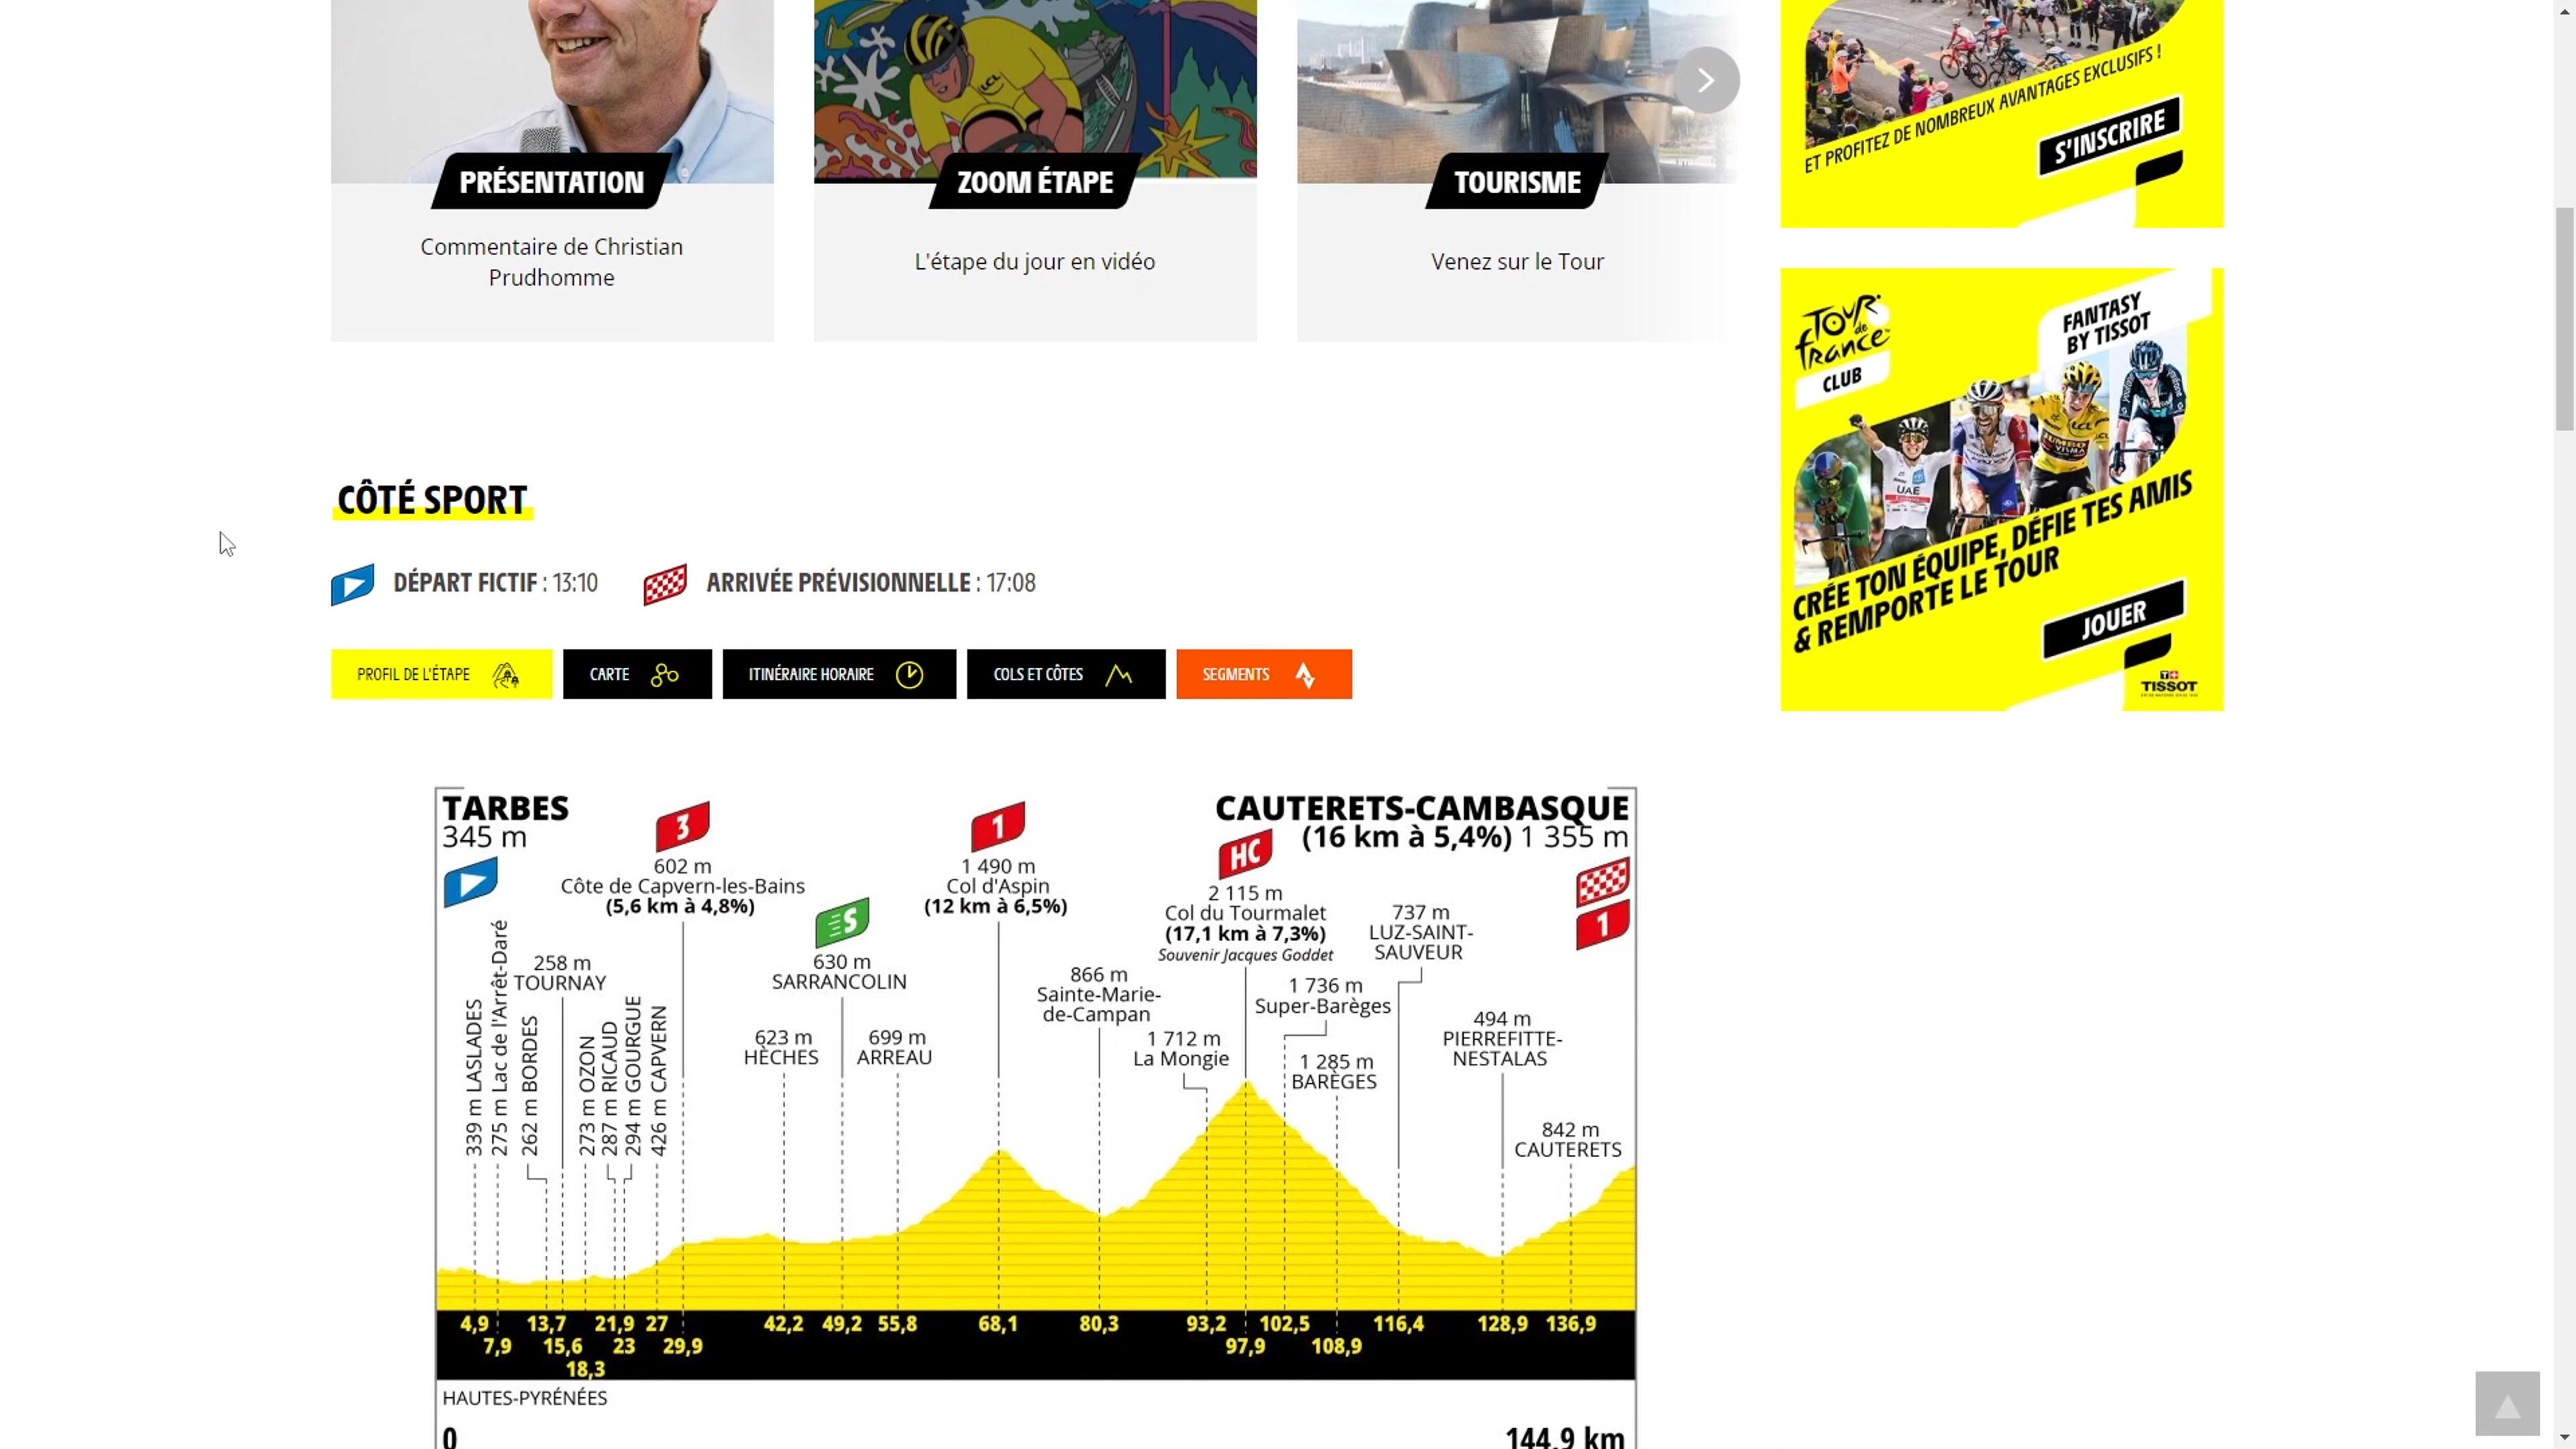 ET PROFITEZ DE NOMBREUX AVANTAGES EXCLUSIFS !
S'INSCRIRE
LCL
PRÉSENTATION
ZOOM ÉTAPE
TOURISME
Commentaire de Christian
Prudhomme
L'étape du jour en vidéo
Venez sur le Tour
TOUR
de
france
CLUB
FANTASY
BY TISSOT
LCL
JUMBO
VISMA
UAE
CRÉE TON ÉQUIPE, DÉFIE TES AMIS
& REMPORTE LE TOUR
JOUER
TISSOT
CÔTÉ SPORT
DÉPART FICTIF : 13:10
ARRIVÉE PRÉVISIONNELLE : 17:08
PROFIL DE L'ÉTAPE
CARTE
ITINÉRAIRE HORAIRE
COLS ET CÔTES
SEGMENTS
TARBES
345 m
CAUTERETS-CAMBASQUE
(16 km à 5,4%) 1 355 m
3
602 m
Côte de Capvern-les-Bains
(5,6 km à 4,8%)
1
1 490 m
Col d'Aspin
(12 km à 6,5%)
HC
2 115 m
Col du Tourmalet
(17,1 km à 7,3%)
Souvenir Jacques Goddet
1
S
630 m
SARRANCOLIN
737 m
LUZ-SAINT-
SAUVEUR
258 m
TOURNAY
866 m
Sainte-Marie-
de-Campan
1 736 m
Super-Barèges
339 m LASLADES
275 m Lac de l'Arrêt-Daré
262 m BORDES
273 m OZON
287 m RICAUD
294 m GOURGUE
426 m CAPVERN
623 m
HÈCHES
699 m
ARREAU
1 712 m
La Mongie
1 285 m
BARÈGES
494 m
PIERREFITTE-
NESTALAS
842 m
CAUTERETS
4,9 13,7 21,9 27 42,2 49,2 55,8 68,1 80,3 93,2 102,5 116,4 128,9 136,9
7,9 15,6 23 29,9 97,9 108,9
18,3
HAUTES-PYRÉNÉES
0 144,9 km